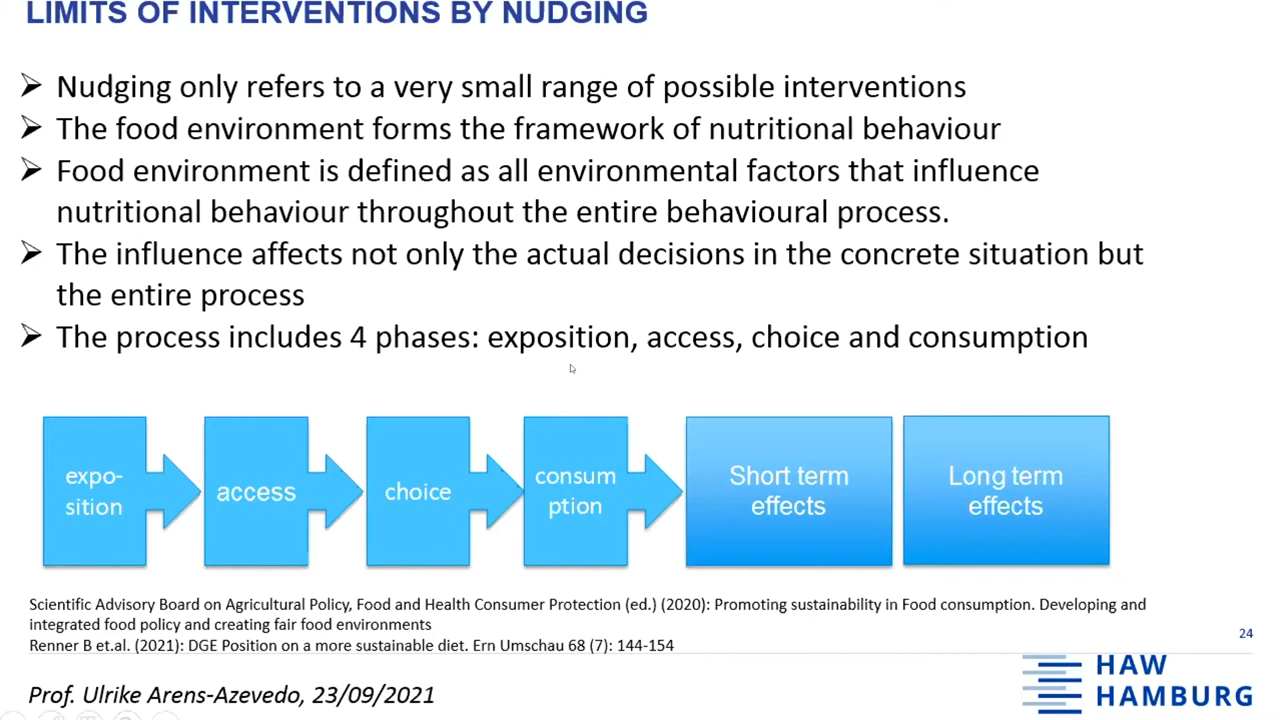 LIMITS OF INTERVENTIONS BY NUDGING
Nudging only refers to a very small range of possible interventions
The food environment forms the framework of nutritional behaviour
Food environment is defined as all environmental factors that influence
nutritional behaviour throughout the entire behavioural process.
The influence affects not only the actual decisions in the concrete situation but
the entire process
The process includes 4 phases: exposition, access, choice and consumption
expo-
sition
access
choice
consum
ption
Short term
effects
Long term
effects
Scientific Advisory Board on Agricultural Policy, Food and Health Consumer Protection (ed.) (2020): Promoting sustainability in Food consumption. Developing and
integrated food policy and creating fair food environments
Renner B et.al. (2021): DGE Position on a more sustainable diet. Ern Umschau 68 (7): 144-154
24
Prof. Ulrike Arens-Azevedo, 23/09/2021
HAW
HAMBURG